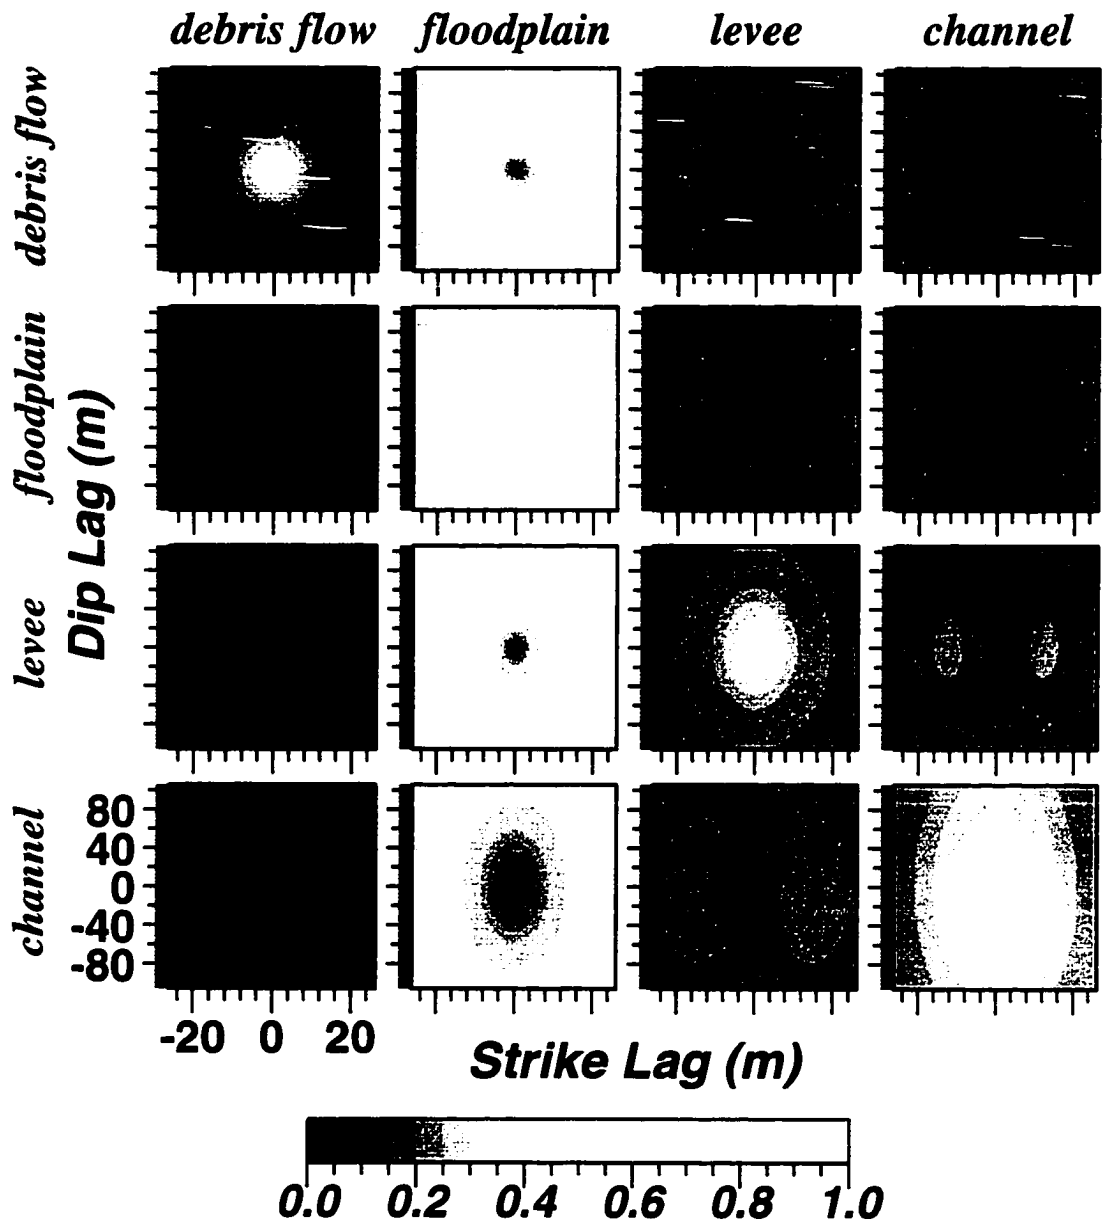 debris flow floodplain levee channel
debris flow
floodplain
Dip Lag (m)
levee
channel
80
40
0
-40
-80
-20 0 20
Strike Lag (m)
0.0 0.2 0.4 0.6 0.8 1.0